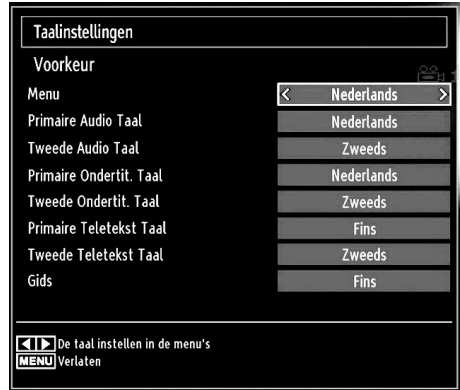 Taalinstellingen
Voorkeur
Menu < Nederlands >
Primaire Audio Taal Nederlands
Tweede Audio Taal Zweeds
Primaire Ondertit. Taal Nederlands
Tweede Ondertit. Taal Zweeds
Primaire Teletekst Taal Fins
Tweede Teletekst Taal Zweeds
Gids Fins
De taal instellen in de menu's
MENU Verlaten